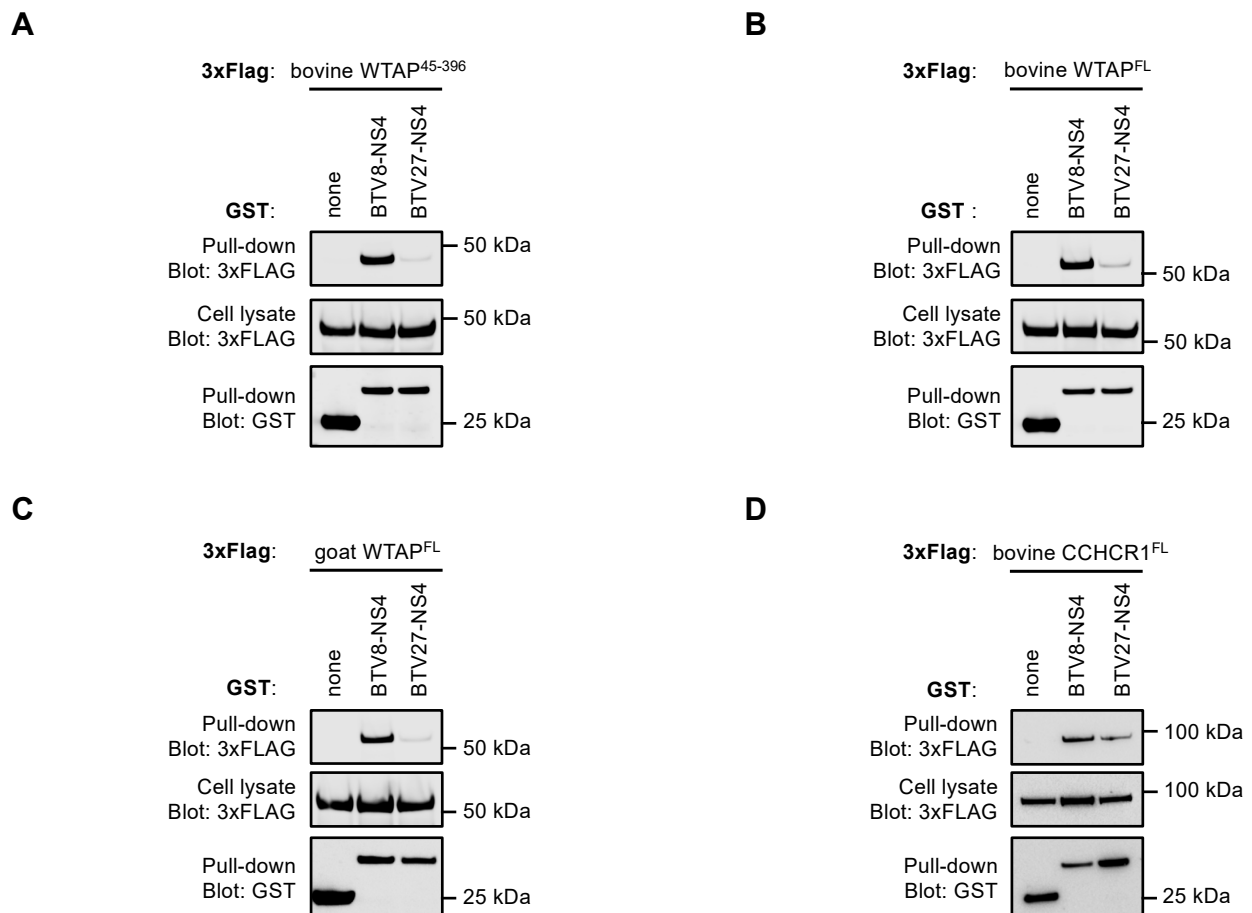 A
3xFlag: bovine WTAP45-396
none
BTV8-NS4
BTV27-NS4
GST:
Pull-down
Blot: 3xFLAG
50 kDa
Cell lysate
Blot: 3xFLAG
50 kDa
Pull-down
Blot: GST
25 kDa
B
3xFlag: bovine WTAPFL
none
BTV8-NS4
BTV27-NS4
GST :
Pull-down
Blot: 3xFLAG
50 kDa
Cell lysate
Blot: 3xFLAG
50 kDa
Pull-down
Blot: GST
25 kDa
C
3xFlag: goat WTAPFL
none
BTV8-NS4
BTV27-NS4
GST:
Pull-down
Blot: 3xFLAG
50 kDa
Cell lysate
Blot: 3xFLAG
50 kDa
Pull-down
Blot: GST
25 kDa
D
3xFlag: bovine CCHCR1FL
none
BTV8-NS4
BTV27-NS4
GST:
Pull-down
Blot: 3xFLAG
100 kDa
Cell lysate
Blot: 3xFLAG
100 kDa
Pull-down
Blot: GST
25 kDa